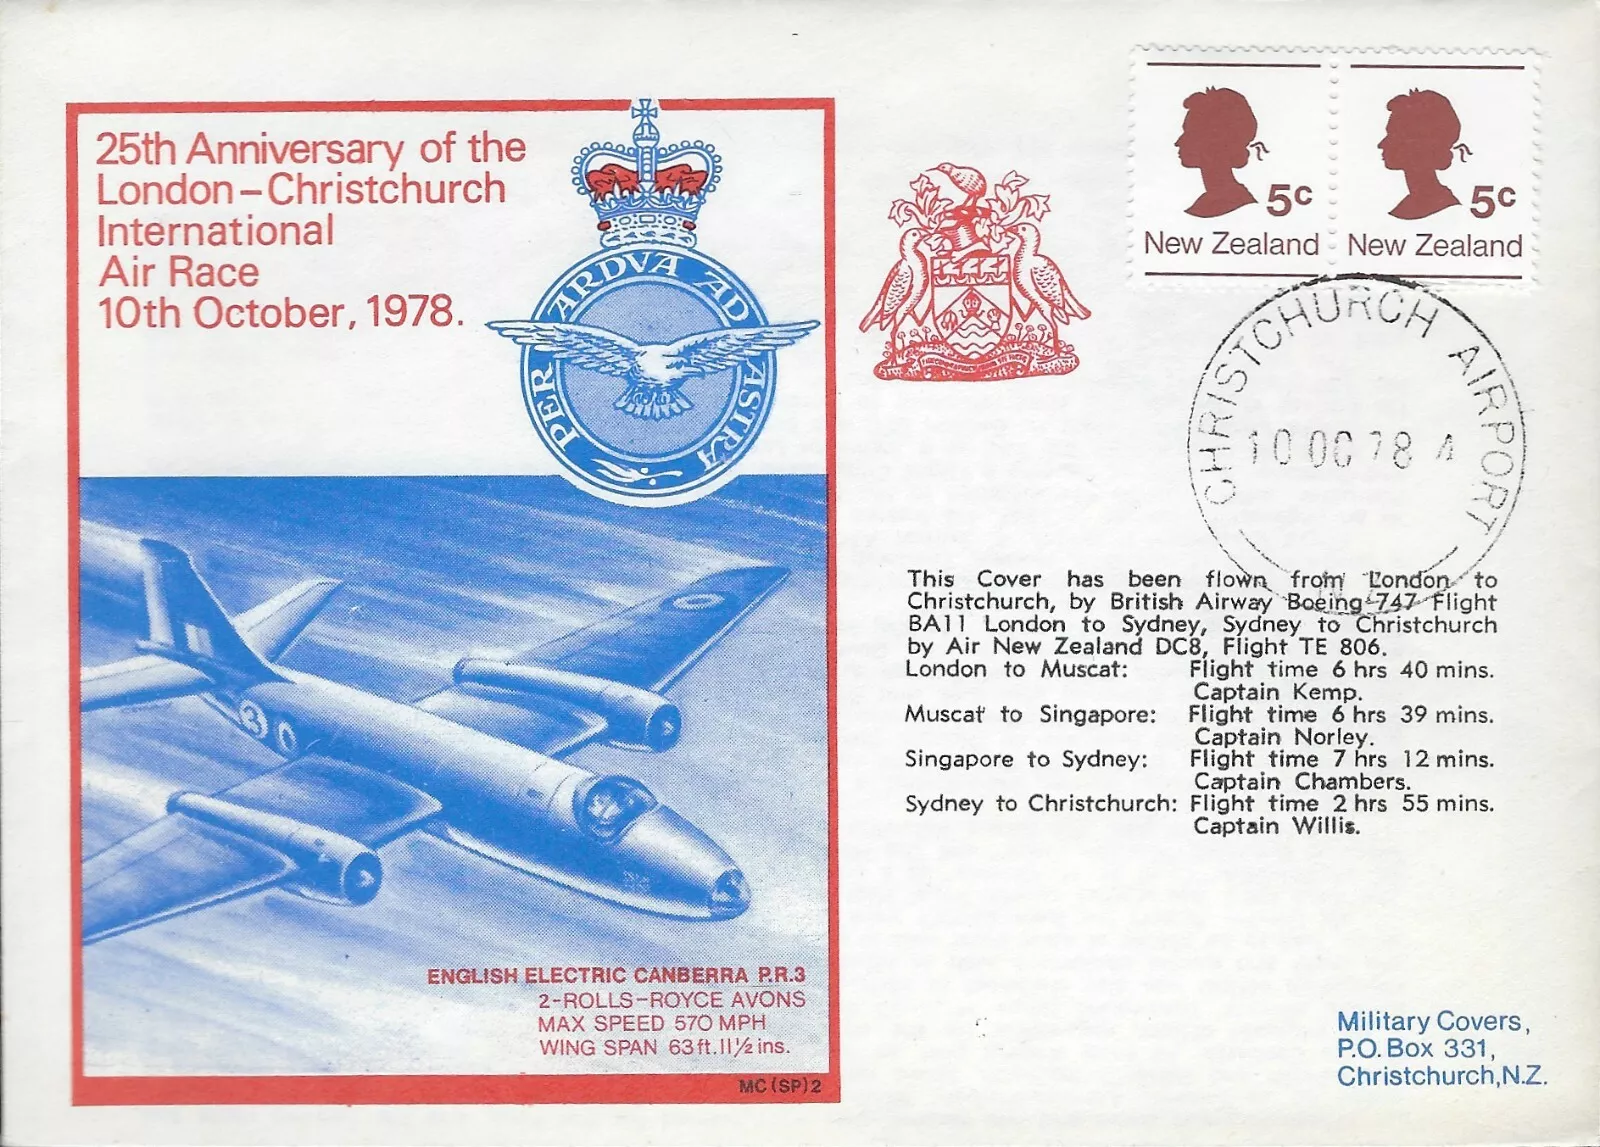 25th Anniversary of the
London-Christchurch
International
Air Race
10th October, 1978.
PER ARDVA AD ASTRA
5c
New Zealand
5c
New Zealand
CHRISTCHURCH AIRPORT
10 OC 78 A
N.Z.
This Cover has been flown from London to
Christchurch, by British Airway Boeing 747 Flight
BA11 London to Sydney, Sydney to Christchurch
by Air New Zealand DC8, Flight TE 806.
London to Muscat: Flight time 6 hrs 40 mins.
Captain Kemp.
Muscat to Singapore: Flight time 6 hrs 39 mins.
Captain Norley.
Singapore to Sydney: Flight time 7 hrs 12 mins.
Captain Chambers.
Sydney to Christchurch: Flight time 2 hrs 55 mins.
Captain Willis.
30
ENGLISH ELECTRIC CANBERRA P.R.3
2-ROLLS-ROYCE AVONS
MAX SPEED 570 MPH
WING SPAN 63ft.11½ins.
MC(SP)2
Military Covers,
P.O. Box 331,
Christchurch,N.Z.